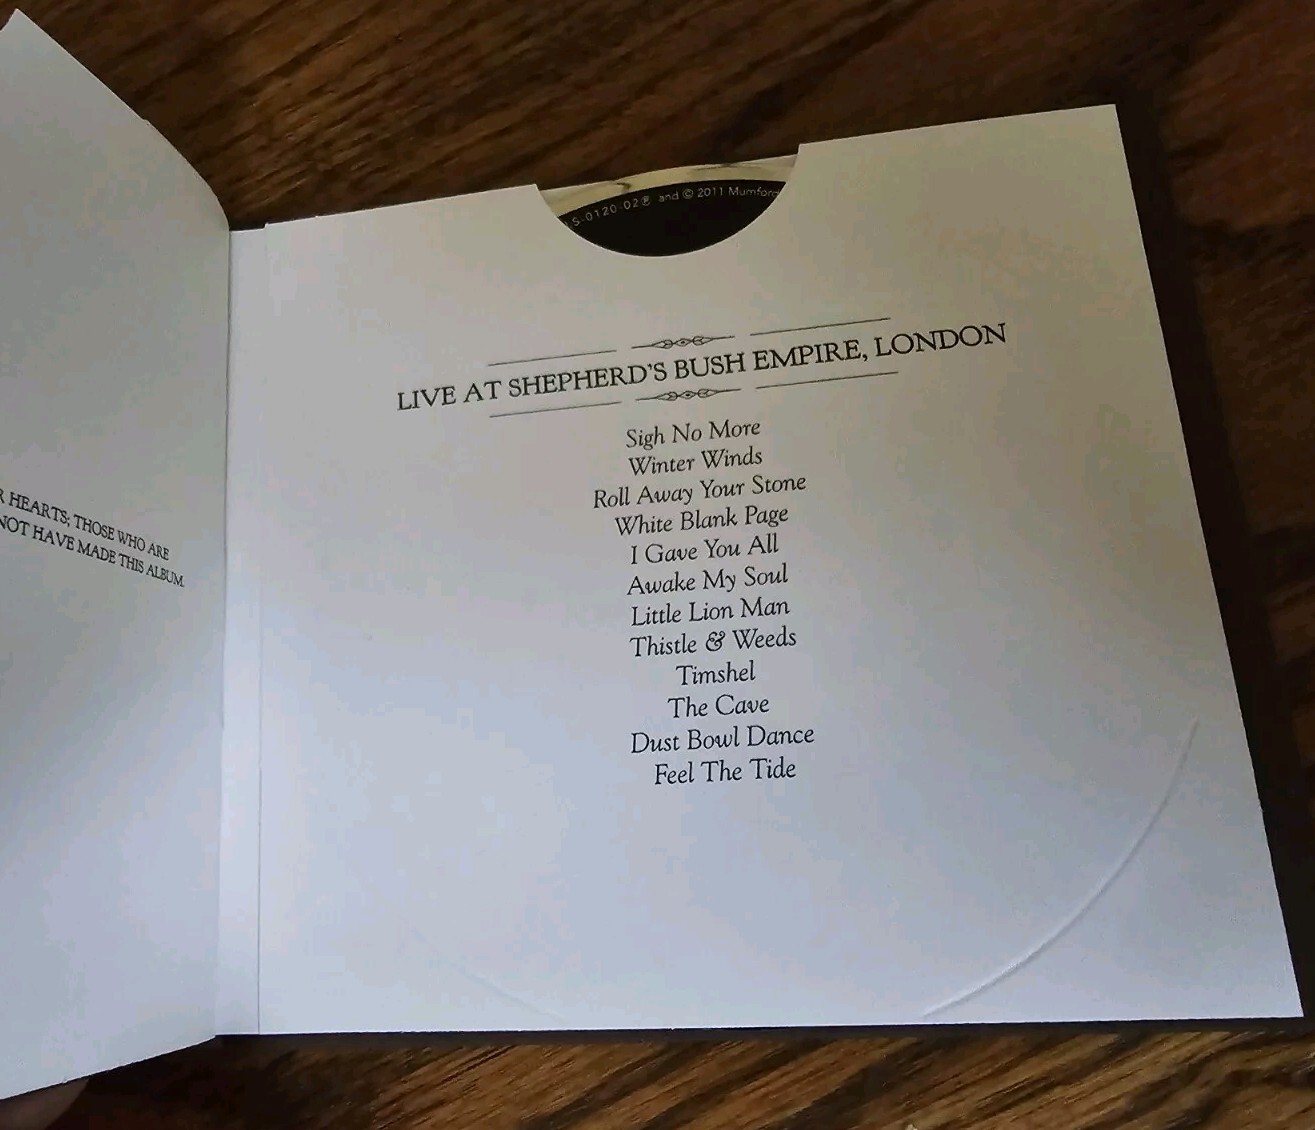 S-0120-02℗ and © 2011 Mumford
LIVE AT SHEPHERD'S BUSH EMPIRE, LONDON
Sigh No More
Winter Winds
Roll Away Your Stone
White Blank Page
I Gave You All
Awake My Soul
Little Lion Man
Thistle & Weeds
Timshel
The Cave
Dust Bowl Dance
Feel The Tide
HEARTS; THOSE WHO ARE
NOT HAVE MADE THIS ALBUM.